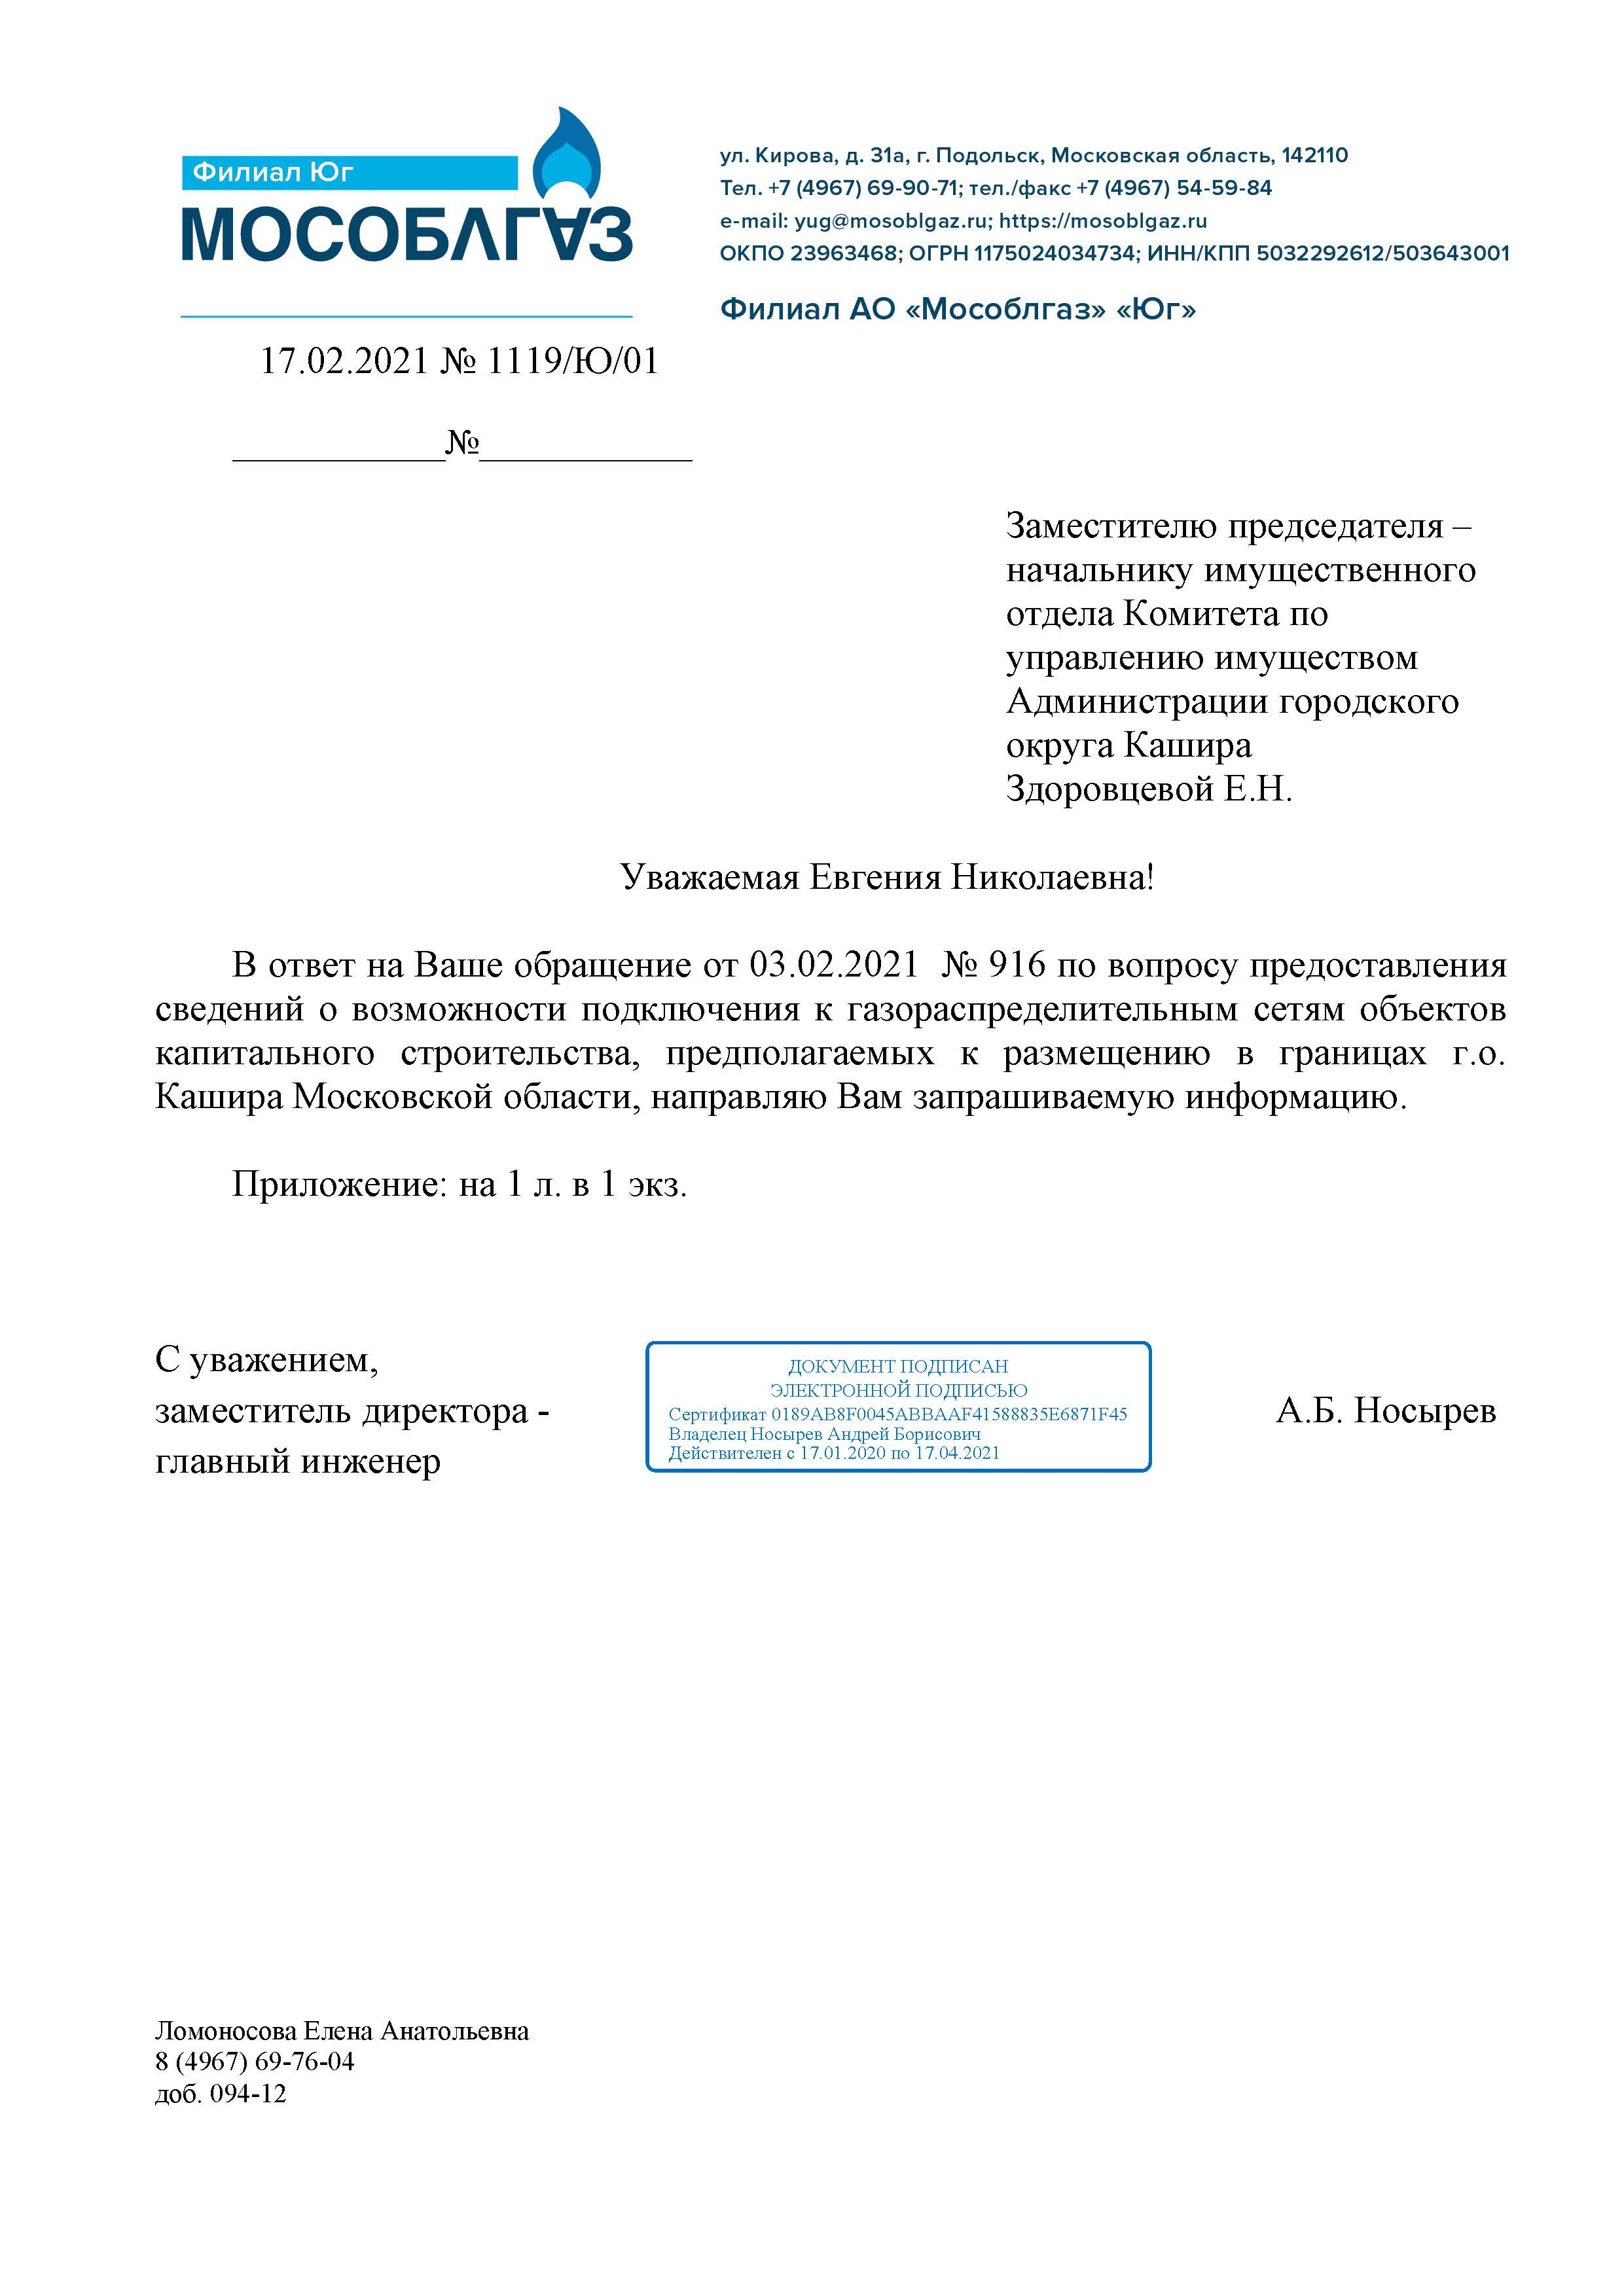 Филиал Юг
МОСОБЛГАЗ
ул. Кирова, д. 31а, г. Подольск, Московская область, 142110
Тел. +7 (4967) 69-90-71; тел./факс +7 (4967) 54-59-84
e-mail: yug@mosoblgaz.ru; https://mosoblgaz.ru
ОКПО 23963468; ОГРН 1175024034734; ИНН/КПП 5032292612/503643001
Филиал АО «Мособлгаз» «Юг»
17.02.2021 № 1119/Ю/01
____________№____________
Заместителю председателя –
начальнику имущественного
отдела Комитета по
управлению имуществом
Администрации городского
округа Кашира
Здоровцевой Е.Н.
Уважаемая Евгения Николаевна!
В ответ на Ваше обращение от 03.02.2021 № 916 по вопросу предоставления
сведений о возможности подключения к газораспределительным сетям объектов
капитального строительства, предполагаемых к размещению в границах г.о.
Кашира Московской области, направляю Вам запрашиваемую информацию.
Приложение: на 1 л. в 1 экз.
С уважением,
заместитель директора -
главный инженер
ДОКУМЕНТ ПОДПИСАН
ЭЛЕКТРОННОЙ ПОДПИСЬЮ
Сертификат 0189AB8F0045ABBAAF41588835E6871F45
Владелец Носырев Андрей Борисович
Действителен с 17.01.2020 по 17.04.2021
А.Б. Носырев
Ломоносова Елена Анатольевна
8 (4967) 69-76-04
доб. 094-12